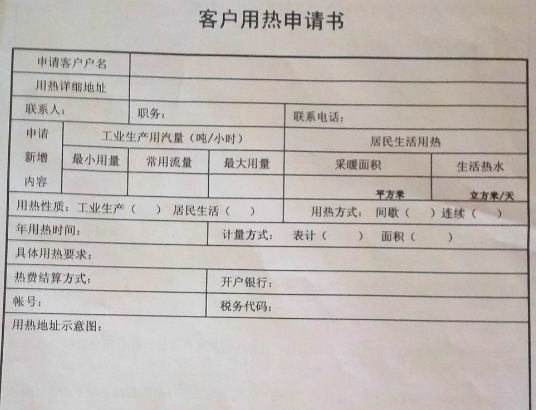 客户用热申请书
申请客户户名
用热详细地址
联系人： 职务： 联系电话：
申请新增内容 工业生产用汽量（吨/小时） 居民生活用热
最小用量 常用流量 最大用量 采暖面积 生活热水
平方米 立方米/天
用热性质：工业生产（ ） 居民生活（ ） 用热方式： 间歇（ ）连续（ ）
年用热时间： 计量方式： 表计（ ） 面积（ ）
具体用热要求：
热费结算方式： 开户银行：
帐号： 税务代码：
用热地址示意图：